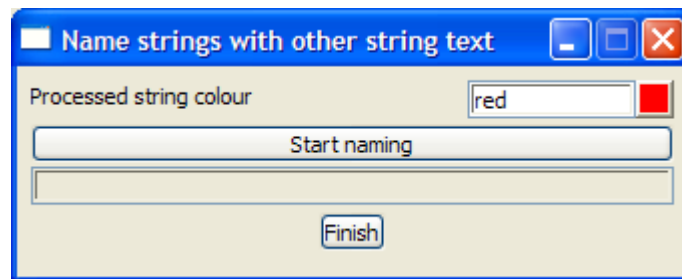 Name strings with other string text
Processed string colour red
Start naming
Finish